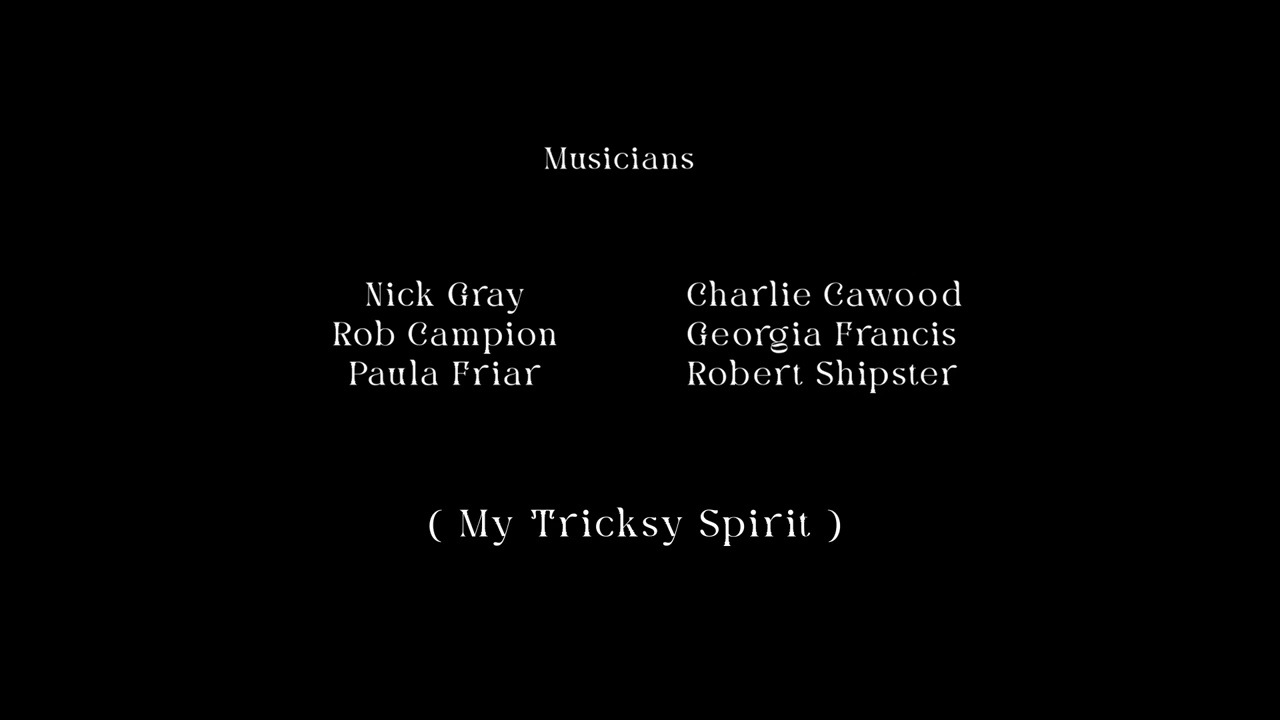 Musicians
Nick Gray
Rob Campion
Paula Friar
Charlie Cawood
Georgia Francis
Robert Shipster
( My Tricksy Spirit )